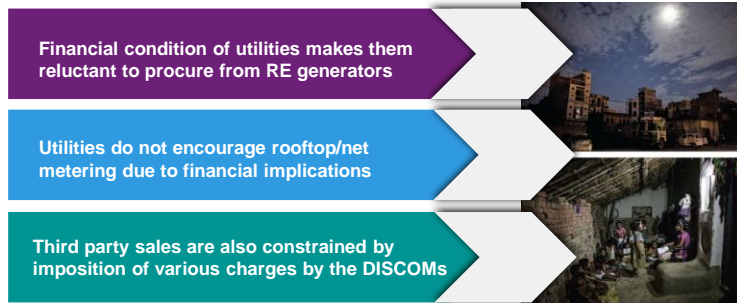 Financial condition of utilities makes them
reluctant to procure from RE generators
Utilities do not encourage rooftop/net
metering due to financial implications
Third party sales are also constrained by
imposition of various charges by the DISCOMs